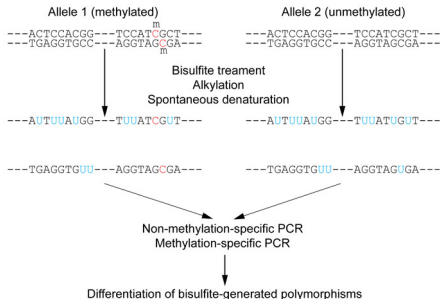 Allele 1 (methylated) Allele 2 (unmethylated)
m
---ACTCCACGG---TCCATCGCT--- ---ACTCCACGG---TCCATCGCT---
---TGAGGTGCC---AGGTAGCGA--- ---TGAGGTGCC---AGGTAGCGA---
m
Bisulfite treament
Alkylation
Spontaneous denaturation
---AUTUUAUGG---TUUATCGUT--- ---AUTUUAUGG---TUUATUGUT---
---TGAGGTGUU---AGGTAGCGA--- ---TGAGGTGUU---AGGTAGUGA---
Non-methylation-specific PCR
Methylation-specific PCR
Differentiation of bisulfite-generated polymorphisms